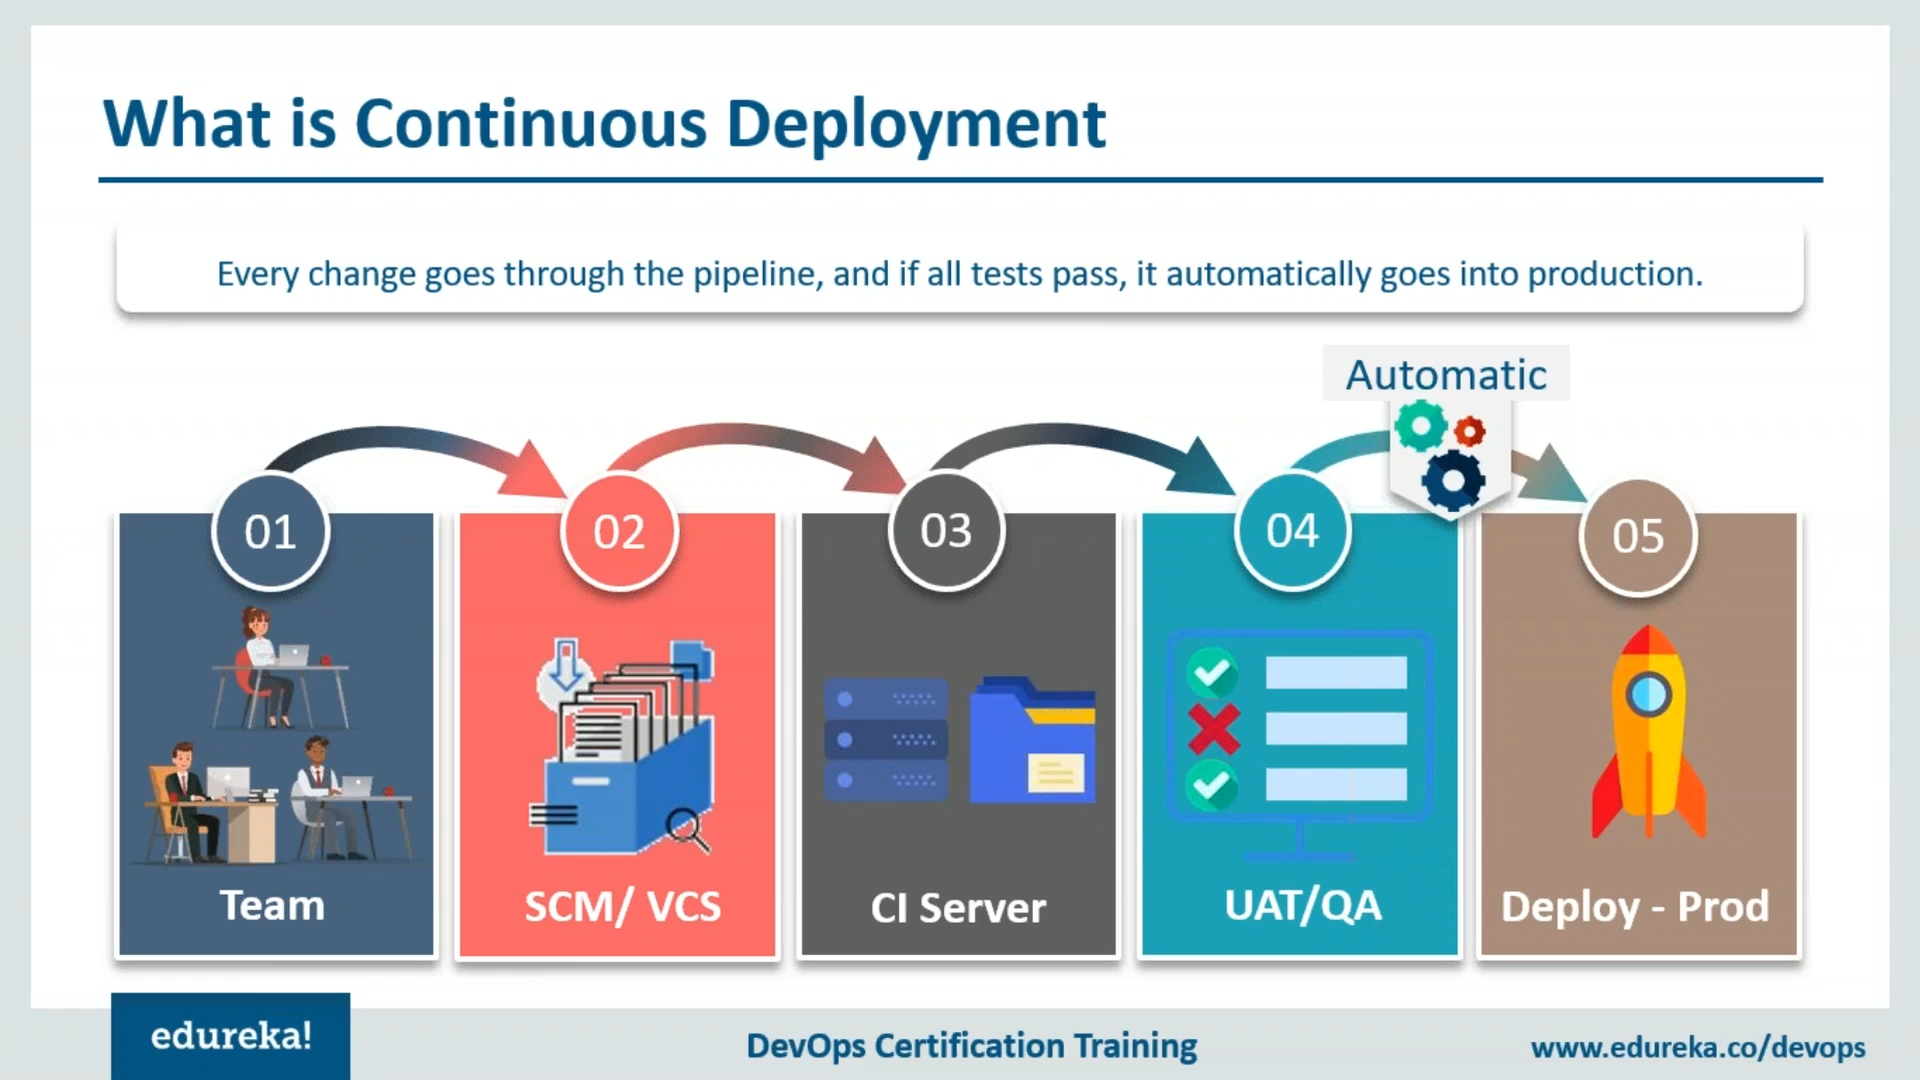 What is Continuous Deployment
Every change goes through the pipeline, and if all tests pass, it automatically goes into production.
Automatic
01
02
03
04
05
Team
SCM/ VCS
CI Server
UAT/QA
Deploy - Prod
edureka!
DevOps Certification Training
www.edureka.co/devops